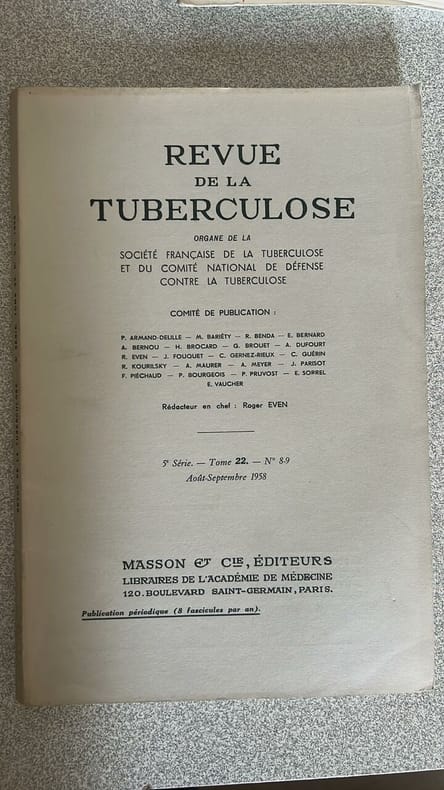 REVUE
DE LA
TUBERCULOSE
ORGANE DE LA
SOCIÉTÉ FRANÇAISE DE LA TUBERCULOSE
ET DU COMITÉ NATIONAL DE DÉFENSE
CONTRE LA TUBERCULOSE
COMITÉ DE PUBLICATION :
P. ARMAND-DELILLE — M. BARIÉTY — R. BENDA — E. BERNARD
A. BERNOU — H. BROCARD — G. BROUET — A. DUFOURT
R. EVEN — J. FOUQUET — C. GERNEZ-RIEUX — C. GUÉRIN
R. KOURILSKY — A. MAURER — A. MEYER — J. PARISOT
F. PIÉCHAUD — P. BOURGEOIS — P. PRUVOST — E. SORREL
E. VAUCHER
Rédacteur en chef : Roger EVEN
5e Série. — Tome 22. — N° 8-9
Août-Septembre 1958
MASSON ET CIE, ÉDITEURS
LIBRAIRES DE L'ACADÉMIE DE MÉDECINE
120. BOULEVARD SAINT-GERMAIN, PARIS.
Publication périodique (8 fascicules par an).